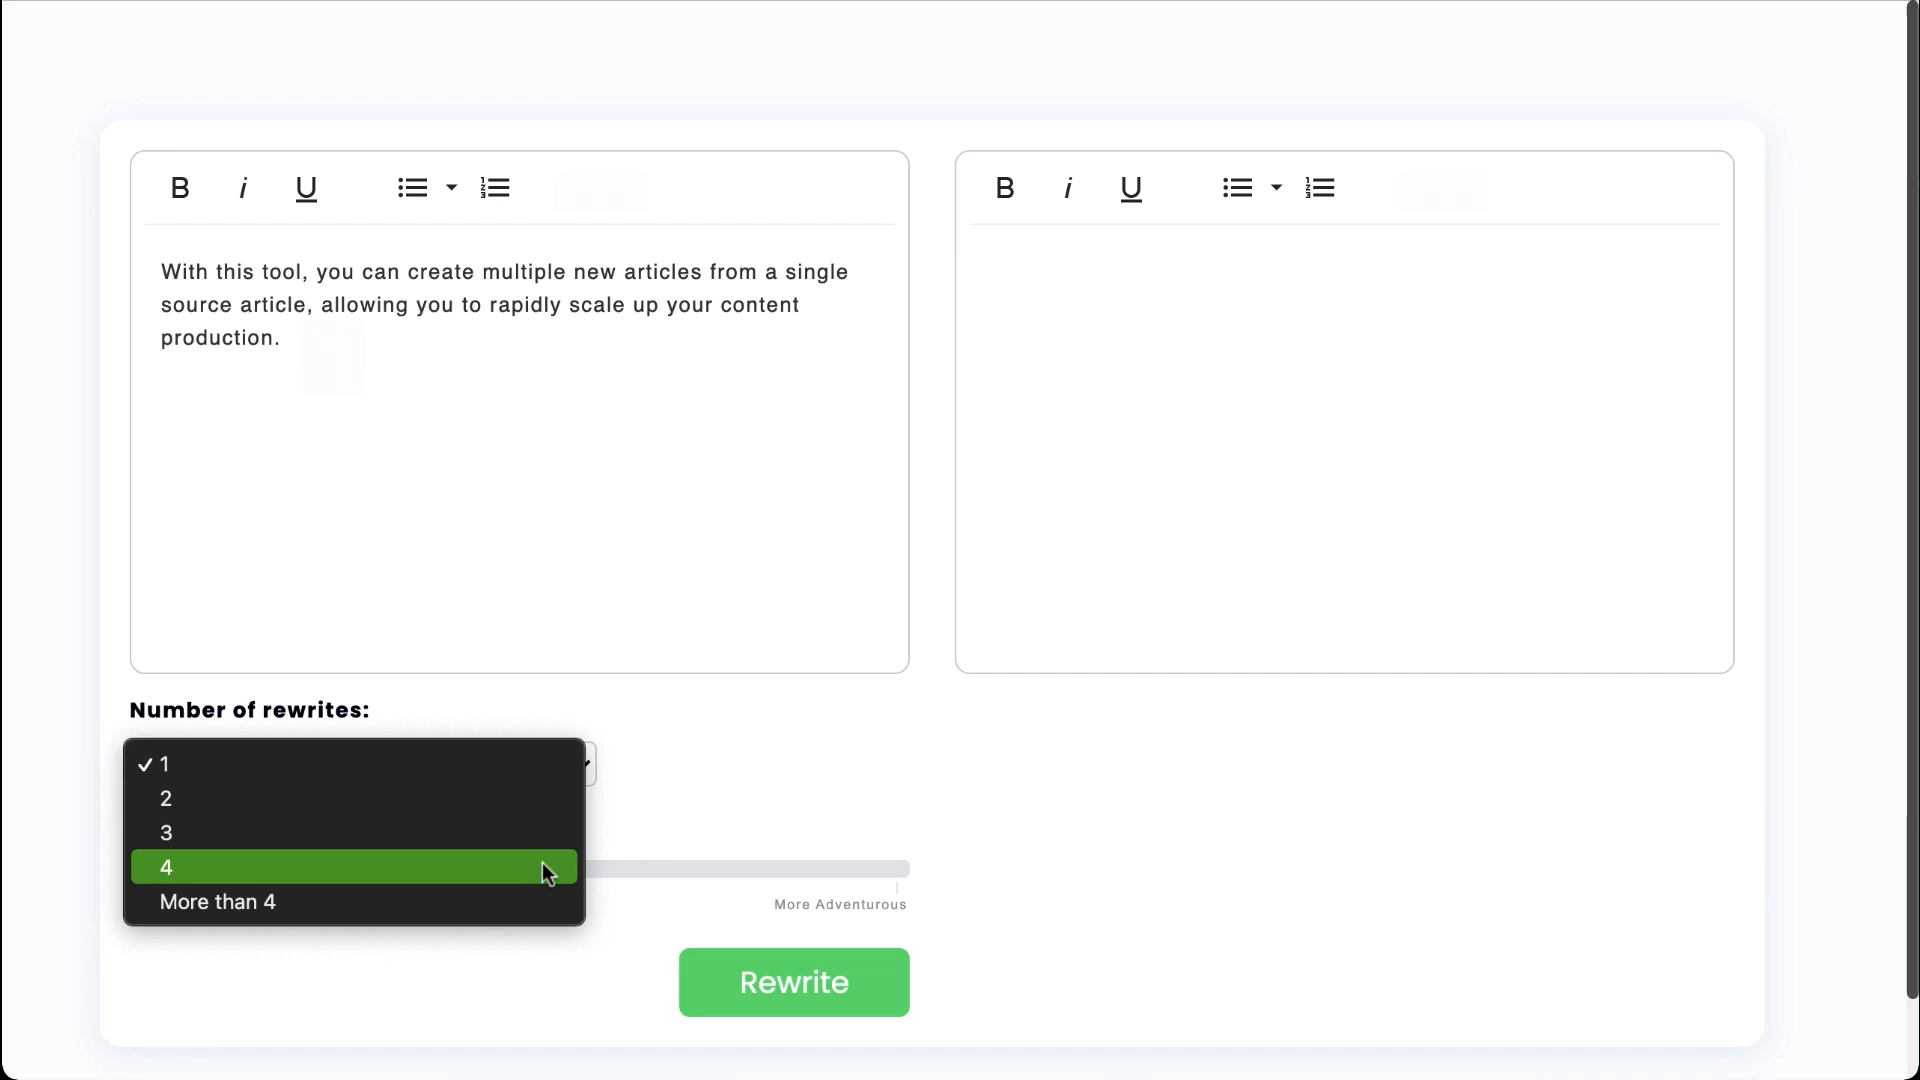 B i U
B i U
With this tool, you can create multiple new articles from a single
source article, allowing you to rapidly scale up your content
production.
Number of rewrites:
✓ 1
2
3
4
More than 4
More Adventurous
Rewrite